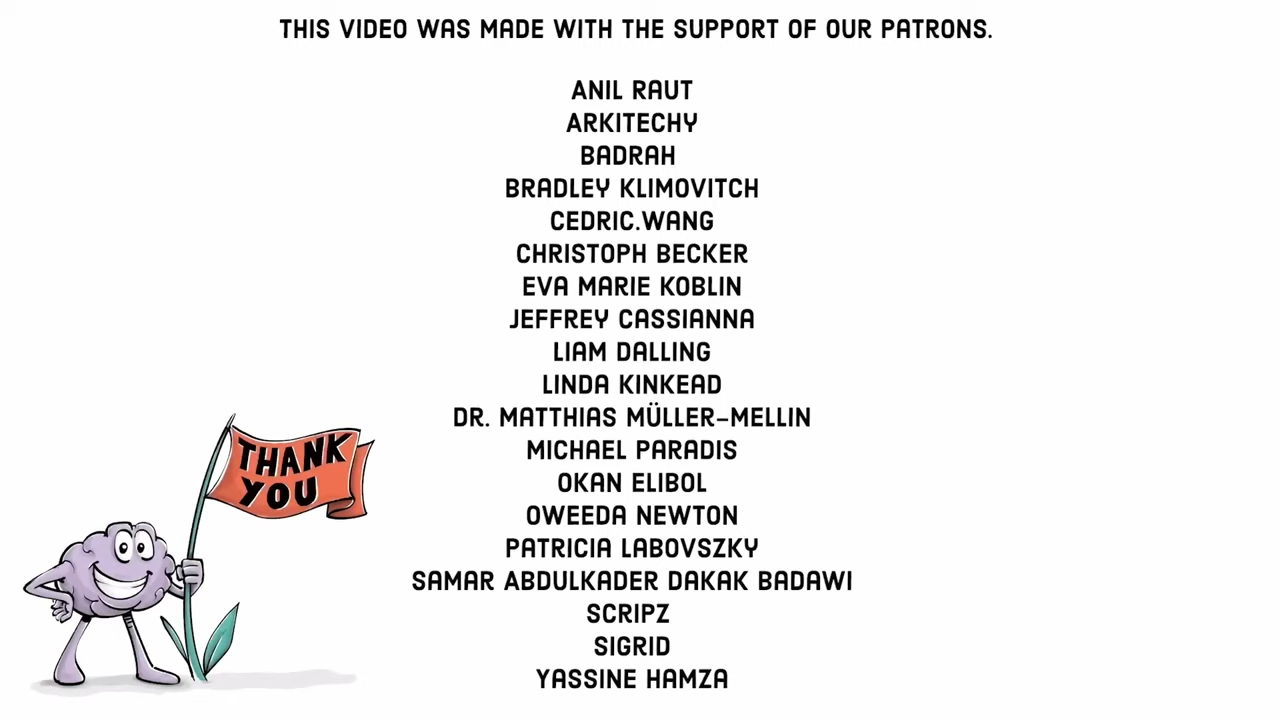 THIS VIDEO WAS MADE WITH THE SUPPORT OF OUR PATRONS.
ANIL RAUT
ARKITECHY
BADRAH
BRADLEY KLIMOVITCH
CEDRIC.WANG
CHRISTOPH BECKER
EVA MARIE KOBLIN
JEFFREY CASSIANNA
LIAM DALLING
LINDA KINKEAD
DR. MATTHIAS MÜLLER-MELLIN
MICHAEL PARADIS
OKAN ELIBOL
OWEEDA NEWTON
PATRICIA LABOVSZKY
SAMAR ABDULKADER DAKAK BADAWI
SCRIPZ
SIGRID
YASSINE HAMZA
THANK
YOU